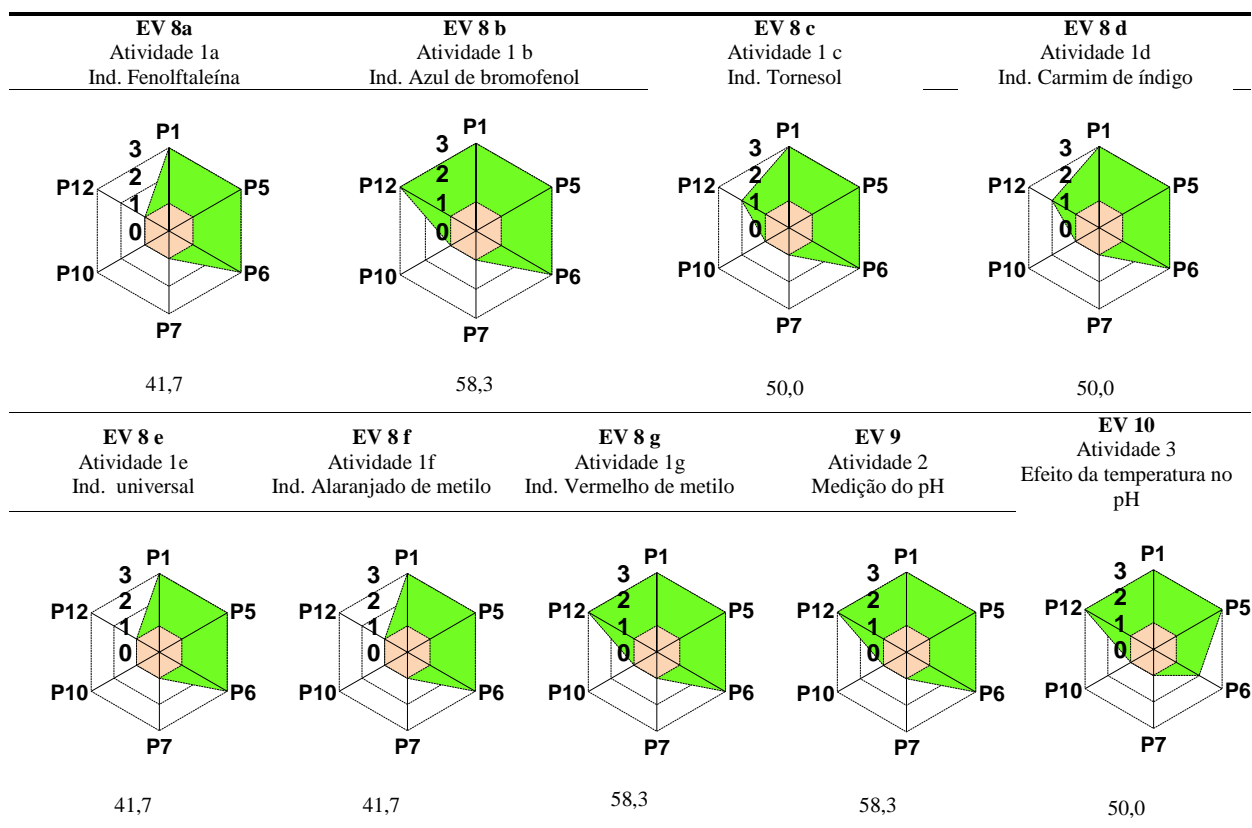 EV 8a
Atividade 1a
Ind. Fenolftaleína
EV 8 b
Atividade 1 b
Ind. Azul de bromofenol
EV 8 c
Atividade 1 c
Ind. Tornesol
EV 8 d
Atividade 1d
Ind. Carmim de índigo
P1
3
2
1
0
P12
P5
P10
P6
P7
41,7
P1
3
2
1
0
P12
P5
P10
P6
P7
58,3
P1
3
2
1
0
P12
P5
P10
P6
P7
50,0
P1
3
2
1
0
P12
P5
P10
P6
P7
50,0
EV 8 e
Atividade 1e
Ind. universal
EV 8 f
Atividade 1f
Ind. Alaranjado de metilo
EV 8 g
Atividade 1g
Ind. Vermelho de metilo
EV 9
Atividade 2
Medição do pH
EV 10
Atividade 3
Efeito da temperatura no
pH
P1
3
2
1
0
P12
P5
P10
P6
P7
41,7
P1
3
2
1
0
P12
P5
P10
P6
P7
41,7
P1
3
2
1
0
P12
P5
P10
P6
P7
58,3
P1
3
2
1
0
P12
P5
P10
P6
P7
58,3
P1
3
2
1
0
P12
P5
P10
P6
P7
50,0